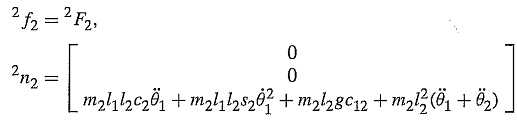 ²f₂ = ²F₂,
²n₂ = [ 0
0
m₂l₁l₂c₂θ̈₁ + m₂l₁l₂s₂θ̇₁² + m₂l₂gc₁₂ + m₂l₂²(θ̈₁ + θ̈₂) ]